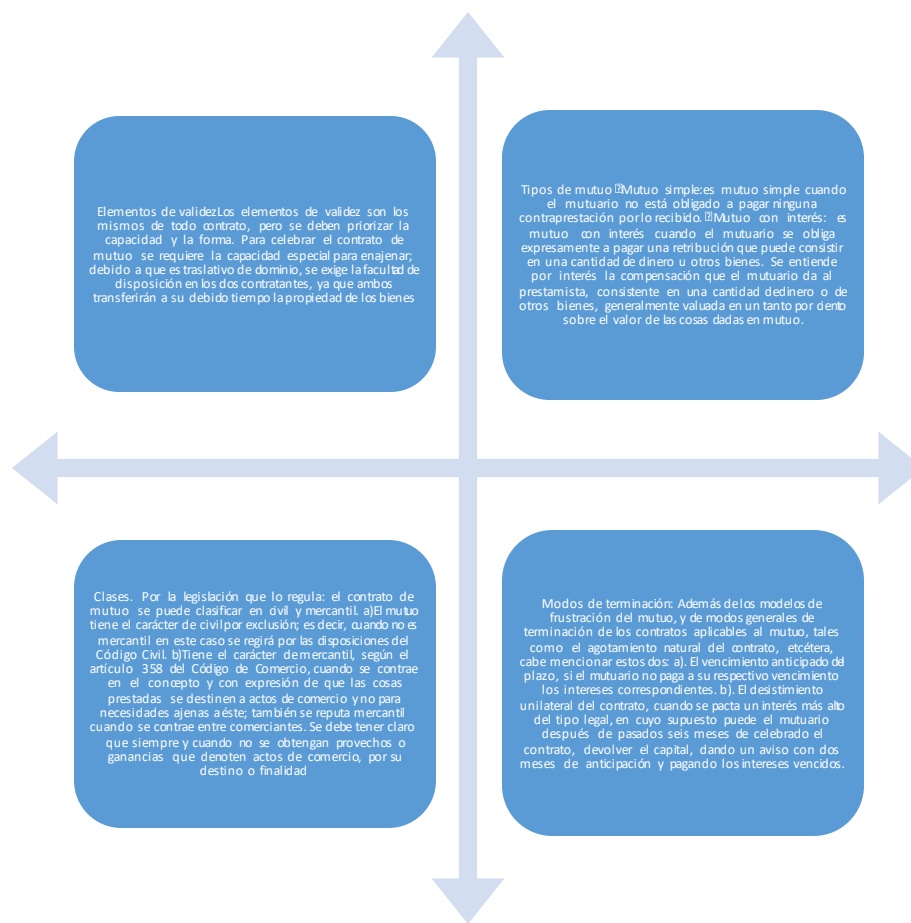 Elementos de validezLos elementos de validez son los
mismos de todo contrato, pero se deben priorizar la
capacidad y la forma. Para celebrar el contrato de
mutuo se requiere la capacidad especial para enajenar;
debido a que es traslativo de dominio, se exige la facultad de
disposición en los dos contratantes, ya que ambos
transferirán a su debido tiempo la propiedad de los bienes
Tipos de mutuo Mutuo simple:es mutuo simple cuando
el mutuario no está obligado a pagar ninguna
contraprestación por lo recibido. Mutuo con interés: es
mutuo con interés cuando el mutuario se obliga
expresamente a pagar una retribución que puede consistir
en una cantidad de dinero u otros bienes. Se entiende
por interés la compensación que el mutuario da al
prestamista, consistente en una cantidad dedinero o de
otros bienes, generalmente valuada en un tanto por ciento
sobre el valor de las cosas dadas en mutuo.
Clases. Por la legislación que lo regula: el contrato de
mutuo se puede clasificar en civil y mercantil. a)El mutuo
tiene el carácter de civil por exclusión; es decir, cuando no es
mercantil en este caso se regirá por las disposiciones del
Código Civil. b)Tiene el carácter de mercantil, según el
artículo 358 del Código de Comercio, cuando se contrae
en el concepto y con expresión de que las cosas
prestadas se destinen a actos de comercio y no para
necesidades ajenas a éste; también se reputa mercantil
cuando se contrae entre comerciantes. Se debe tener claro
que siempre y cuando no se obtengan provechos o
ganancias que denoten actos de comercio, por su
destino o finalidad
Modos de terminación: Además de los modelos de
frustración del mutuo, y de modos generales de
terminación de los contratos aplicables al mutuo, tales
como el agotamiento natural del contrato, etcétera,
cabe mencionar estos dos: a). El vencimiento anticipado del
plazo, si el mutuario no paga a su respectivo vencimiento
los intereses correspondientes. b). El desistimiento
unilateral del contrato, cuando se pacta un interés más alto
del tipo legal, en cuyo supuesto puede el mutuario
después de pasados seis meses de celebrado el
contrato, devolver el capital, dando un aviso con dos
meses de anticipación y pagando los intereses vencidos.